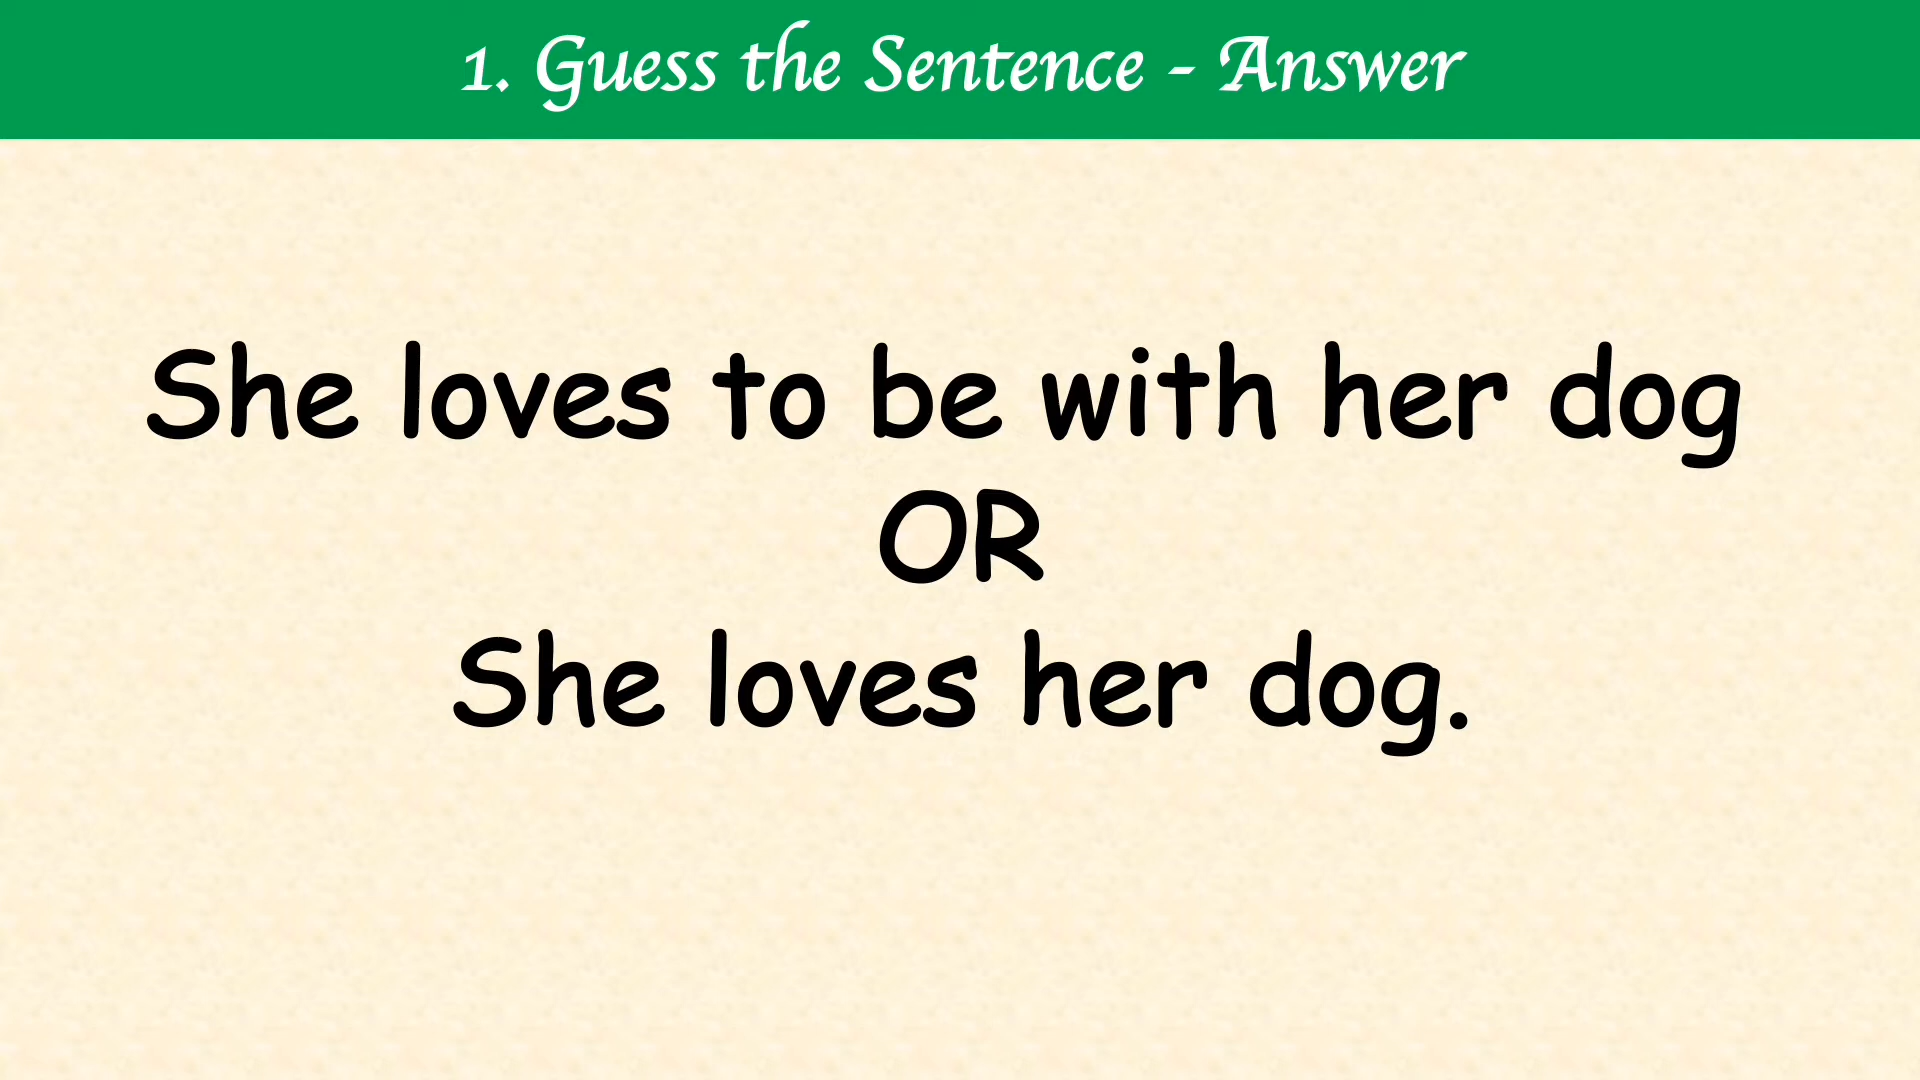 1. Guess the Sentence - Answer
She loves to be with her dog
OR
She loves her dog.